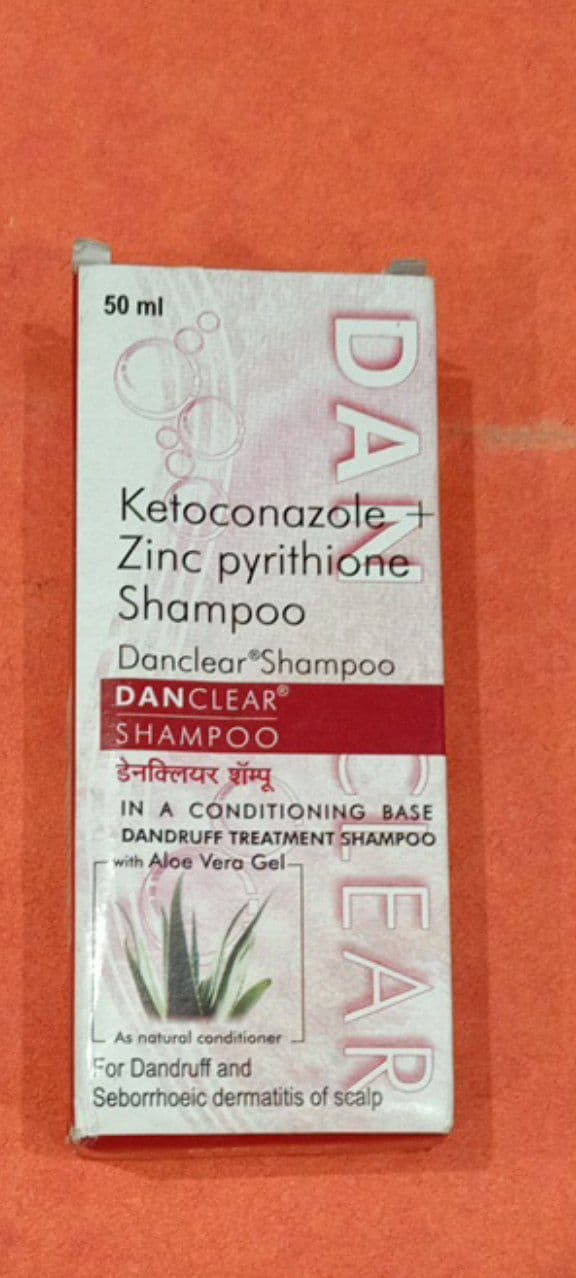 50 ml
DAN CLEAR
Ketoconazole +
Zinc pyrithione
Shampoo
Danclear®Shampoo
DANCLEAR®
SHAMPOO
डेनक्लियर शॅम्पू
IN A CONDITIONING BASE
DANDRUFF TREATMENT SHAMPOO
with Aloe Vera Gel
As natural conditioner
For Dandruff and
Seborrhoeic dermatitis of scalp